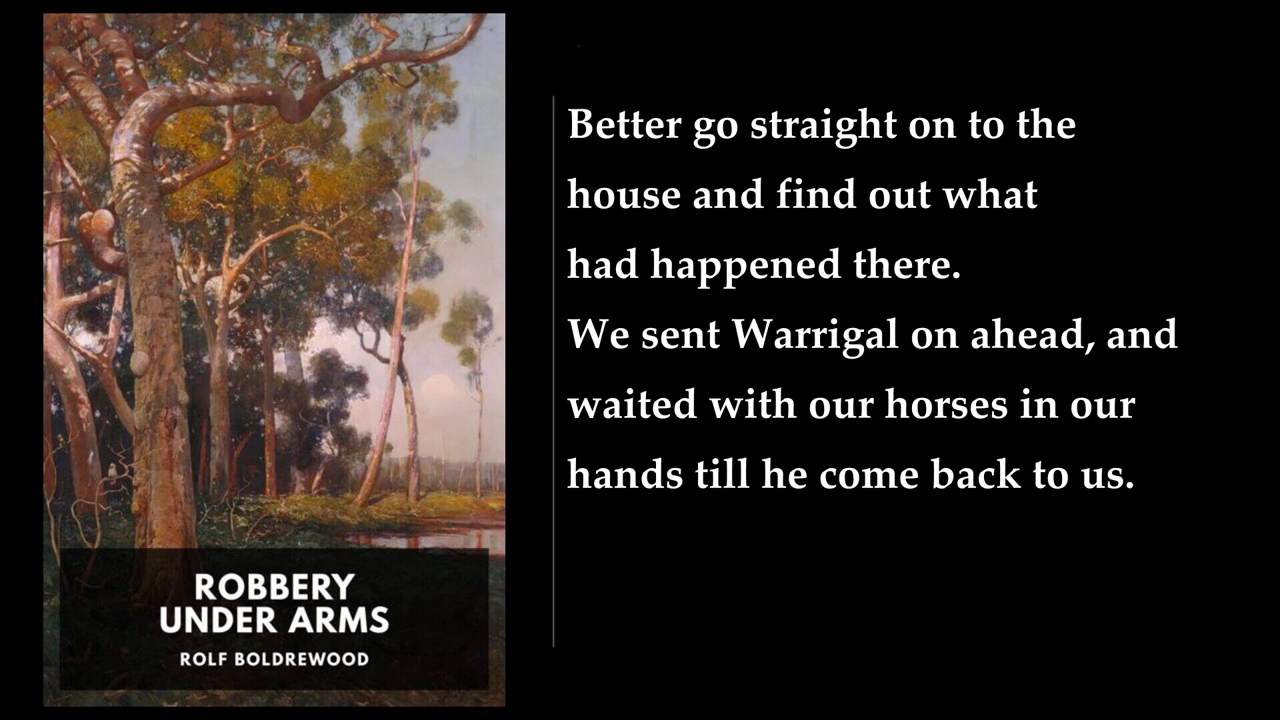 Better go straight on to the
house and find out what
had happened there.
We sent Warrigal on ahead, and
waited with our horses in our
hands till he come back to us.
ROBBERY
UNDER ARMS
ROLF BOLDREWOOD